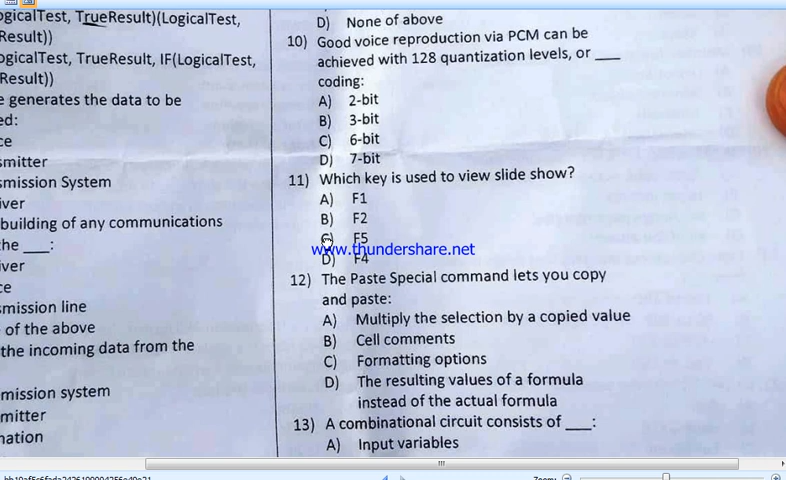 ogicalTest, TrueResult)(LogicalTest,
Result))
ogicalTest, TrueResult, IF(LogicalTest,
Result))
e generates the data to be
ed:
ce
smitter
smission System
iver
building of any communications
the ___:
iver
ce
smission line
of the above
the incoming data from the
mission system
mitter
nation
D) None of above
10) Good voice reproduction via PCM can be
achieved with 128 quantization levels, or ___
coding:
A) 2-bit
B) 3-bit
C) 6-bit
D) 7-bit
11) Which key is used to view slide show?
A) F1
B) F2
C) F5
www.thundershare.net
D) F4
12) The Paste Special command lets you copy
and paste:
A) Multiply the selection by a copied value
B) Cell comments
C) Formatting options
D) The resulting values of a formula
instead of the actual formula
13) A combinational circuit consists of ___:
A) Input variables